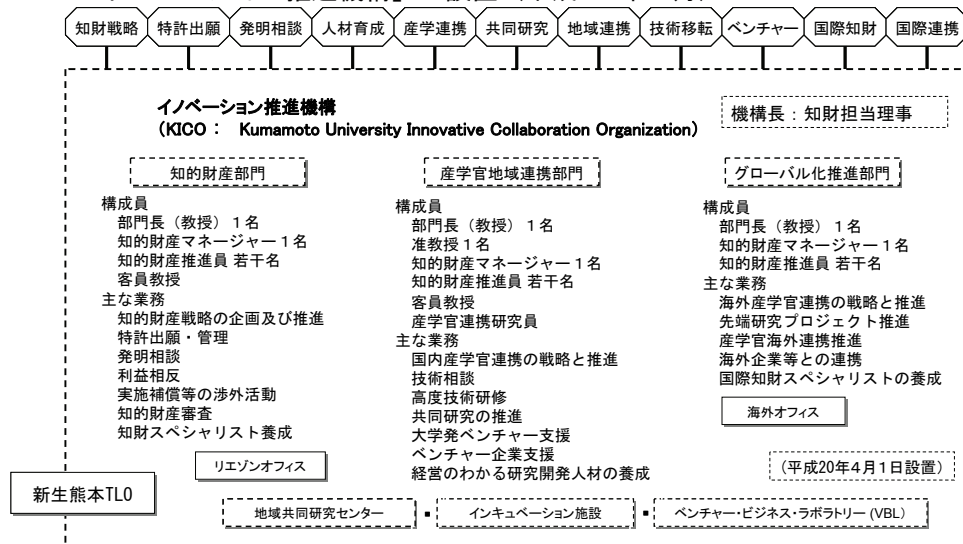 知財戦略 特許出願 発明相談 人材育成 産学連携 共同研究 地域連携 技術移転 ベンチャー 国際知財 国際連携
イノベーション推進機構
(KICO： Kumamoto University Innovative Collaboration Organization)
機構長：知財担当理事
知的財産部門
構成員
部門長（教授）１名
知的財産マネージャー１名
知的財産推進員 若干名
客員教授
主な業務
知的財産戦略の企画及び推進
特許出願・管理
発明相談
利益相反
実施補償等の渉外活動
知的財産審査
知財スペシャリスト養成
リエゾンオフィス
産学官地域連携部門
構成員
部門長（教授）１名
准教授１名
知的財産マネージャー１名
知的財産推進員 若干名
客員教授
産学官連携研究員
主な業務
国内産学官連携の戦略と推進
技術相談
高度技術研修
共同研究の推進
大学発ベンチャー支援
ベンチャー企業支援
経営のわかる研究開発人材の養成
グローバル化推進部門
構成員
部門長（教授）１名
知的財産マネージャー１名
知的財産推進員 若干名
主な業務
海外産学官連携の戦略と推進
先端研究プロジェクト推進
産学官海外連携推進
海外企業等との連携
国際知財スペシャリストの養成
海外オフィス
（平成20年４月１日設置）
新生熊本TLO
地域共同研究センター ▪ インキュベーション施設 ▪ ベンチャー・ビジネス・ラボラトリー (VBL)